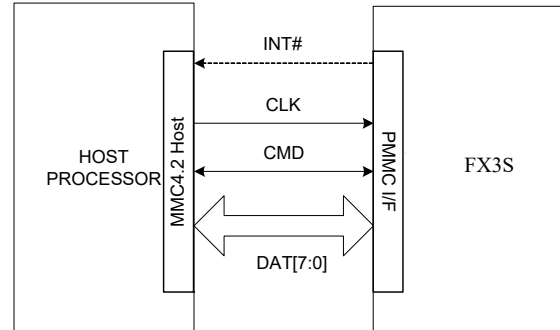 INT#
CLK
CMD
DAT[7:0]
HOST
PROCESSOR
MMC4.2 Host
PMMC I/F
FX3S